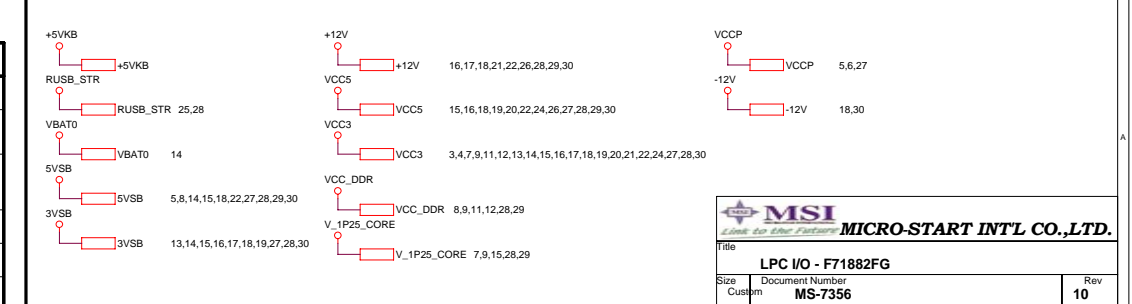 +5VKB
+5VKB
RUSB_STR
RUSB_STR 25,28
VBAT0
VBAT0 14
5VSB
5VSB 5,8,14,15,18,22,27,28,29,30
3VSB
3VSB 13,14,15,16,17,18,19,27,28,30
+12V
+12V 16,17,18,21,22,26,28,29,30
VCC5
VCC5 15,16,18,19,20,22,24,26,27,28,29,30
VCC3
VCC3 3,4,7,9,11,12,13,14,15,16,17,18,19,20,21,22,24,27,28,30
VCC_DDR
VCC_DDR 8,9,11,12,28,29
V_1P25_CORE
V_1P25_CORE 7,9,15,28,29
VCCP
VCCP 5,6,27
-12V
-12V 18,30
A
MSI
Link to the Future
MICRO-START INT'L CO.,LTD.
Title
LPC I/O - F71882FG
Size Document Number Rev
Custom MS-7356 10